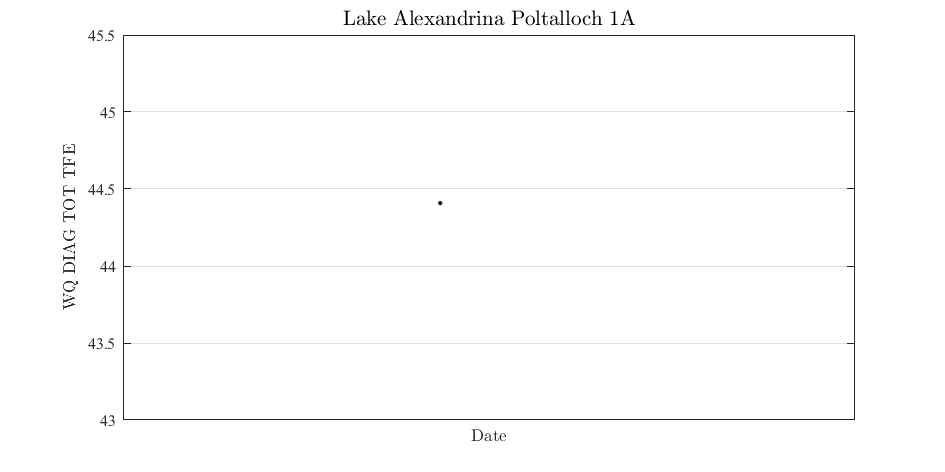 Lake Alexandrina Poltalloch 1A
45.5
45
44.5
44
43.5
43
WQ DIAG TOT TFE
Date